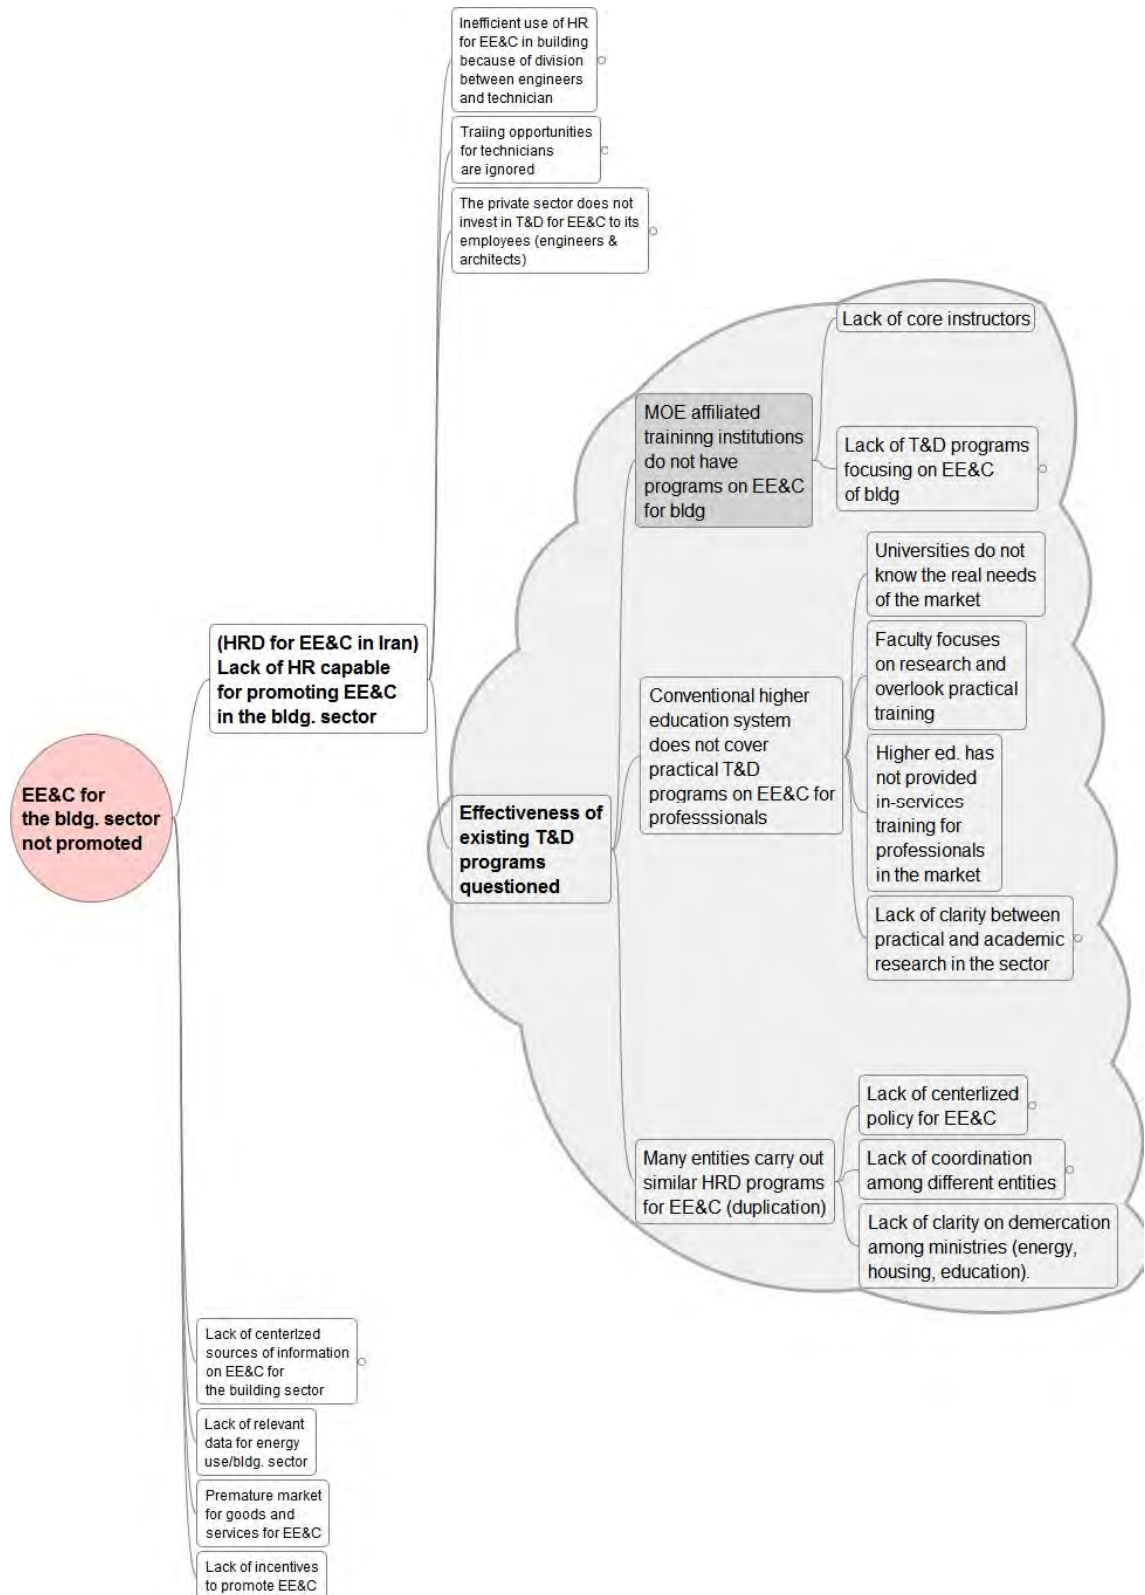 Inefficient use of HR
for EE&C in building
because of division
between engineers
and technician
Traiing opportunities
for technicians
are ignored
The private sector does not
invest in T&D for EE&C to its
employees (engineers &
architects)
Lack of core instructors
MOE affiliated
traininng institutions
do not have
programs on EE&C
for bldg
Lack of T&D programs
focusing on EE&C
of bldg
Universities do not
know the real needs
of the market
Faculty focuses
on research and
overlook practical
training
(HRD for EE&C in Iran)
Lack of HR capable
for promoting EE&C
in the bldg. sector
Conventional higher
education system
does not cover
practical T&D
programs on EE&C for
professsionals
Higher ed. has
not provided
in-services
training for
professionals
in the market
EE&C for
the bldg. sector
not promoted
Effectiveness of
existing T&D
programs
questioned
Lack of clarity between
practical and academic
research in the sector
Lack of centerlized
policy for EE&C
Many entities carry out
similar HRD programs
for EE&C (duplication)
Lack of coordination
among different entities
Lack of clarity on demercation
among ministries (energy,
housing, education).
Lack of centerlzed
sources of information
on EE&C for
the building sector
Lack of relevant
data for energy
use/bldg. sector
Premature market
for goods and
services for EE&C
Lack of incentives
to promote EE&C